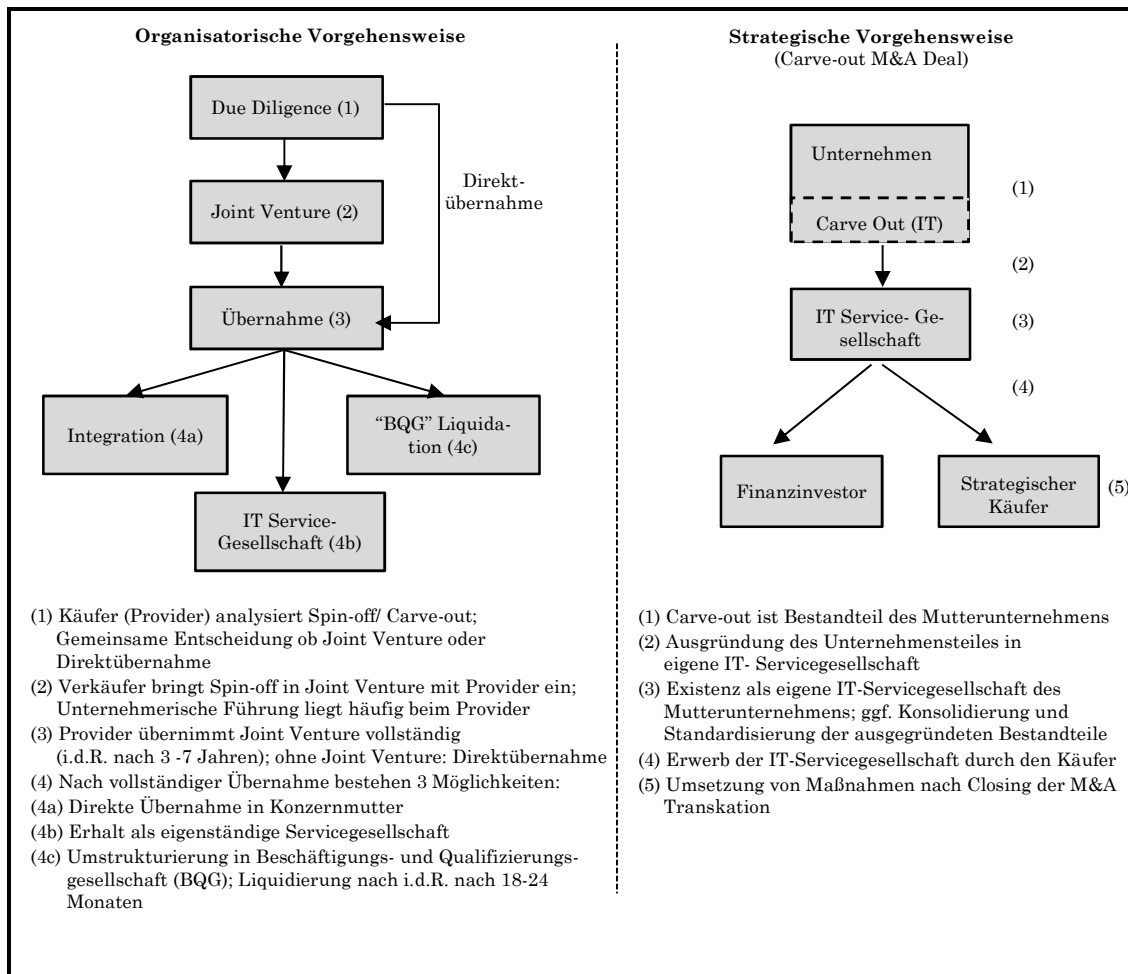 Organisatorische Vorgehensweise
Due Diligence (1)
Direkt-
übernahme
Joint Venture (2)
Übernahme (3)
Integration (4a)
“BQG” Liquida-
tion (4c)
IT Service-
Gesellschaft (4b)
(1) Käufer (Provider) analysiert Spin-off/ Carve-out;
Gemeinsame Entscheidung ob Joint Venture oder
Direktübernahme
(2) Verkäufer bringt Spin-off in Joint Venture mit Provider ein;
Unternehmerische Führung liegt häufig beim Provider
(3) Provider übernimmt Joint Venture vollständig
(i.d.R. nach 3 -7 Jahren); ohne Joint Venture: Direktübernahme
(4) Nach vollständiger Übernahme bestehen 3 Möglichkeiten:
(4a) Direkte Übernahme in Konzernmutter
(4b) Erhalt als eigenständige Servicegesellschaft
(4c) Umstrukturierung in Beschäftigungs- und Qualifizierungs-
gesellschaft (BQG); Liquidierung nach i.d.R. nach 18-24
Monaten
Strategische Vorgehensweise
(Carve-out M&A Deal)
Unternehmen
(1)
Carve Out (IT)
(2)
IT Service- Ge-
sellschaft
(3)
(4)
Finanzinvestor
Strategischer
Käufer
(5)
(1) Carve-out ist Bestandteil des Mutterunternehmens
(2) Ausgründung des Unternehmensteiles in
eigene IT- Servicegesellschaft
(3) Existenz als eigene IT-Servicegesellschaft des
Mutterunternehmens; ggf. Konsolidierung und
Standardisierung der ausgegründeten Bestandteile
(4) Erwerb der IT-Servicegesellschaft durch den Käufer
(5) Umsetzung von Maßnahmen nach Closing der M&A
Transkation